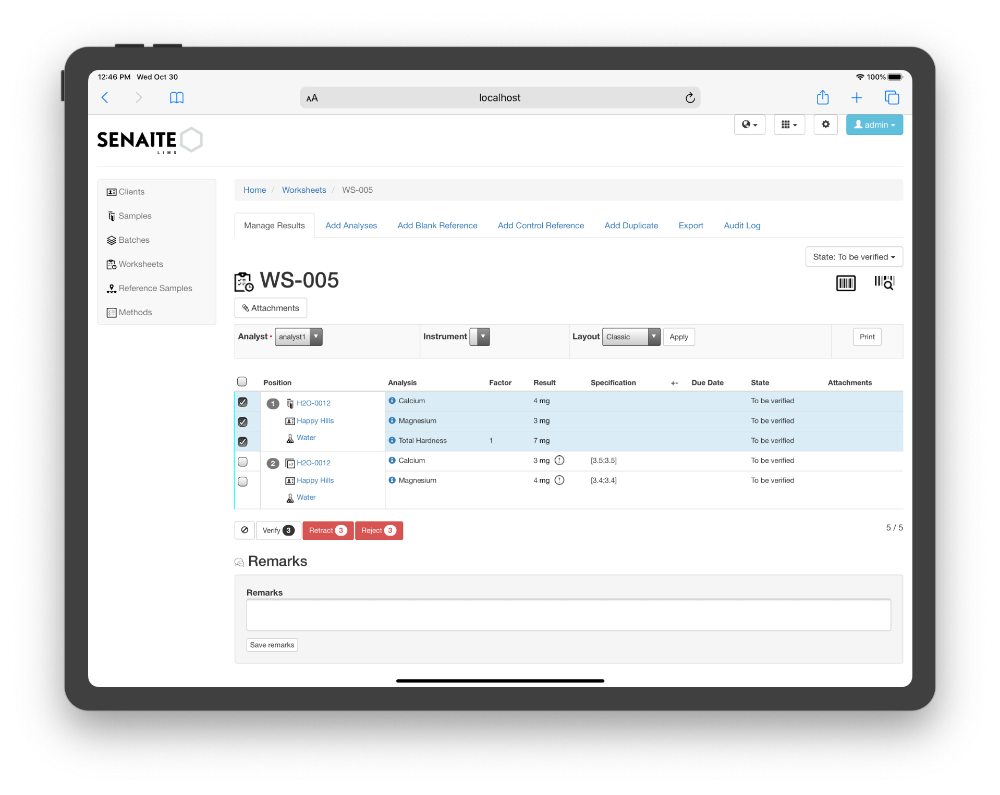 12:46 PM Wed Oct 30
100%
AA
localhost
admin
SENAITE
LIMS
Clients
Samples
Batches
Worksheets
Reference Samples
Methods
Home / Worksheets / WS-005
Manage Results
Add Analyses
Add Blank Reference
Add Control Reference
Add Duplicate
Export
Audit Log
State: To be verified
WS-005
Attachments
Analyst
analyst1
Instrument
Layout
Classic
Apply
Print
Position Analysis Factor Result Specification +- Due Date State Attachments
1 H2O-0012 Calcium 4 mg To be verified
Happy Hills Magnesium 3 mg To be verified
Water Total Hardness 1 7 mg To be verified
2 H2O-0012 Calcium 3 mg [3.5;3.5] To be verified
Happy Hills Magnesium 4 mg [3.4;3.4] To be verified
Water
Verify 3
Retract 3
Reject 3
5 / 5
Remarks
Remarks
Save remarks